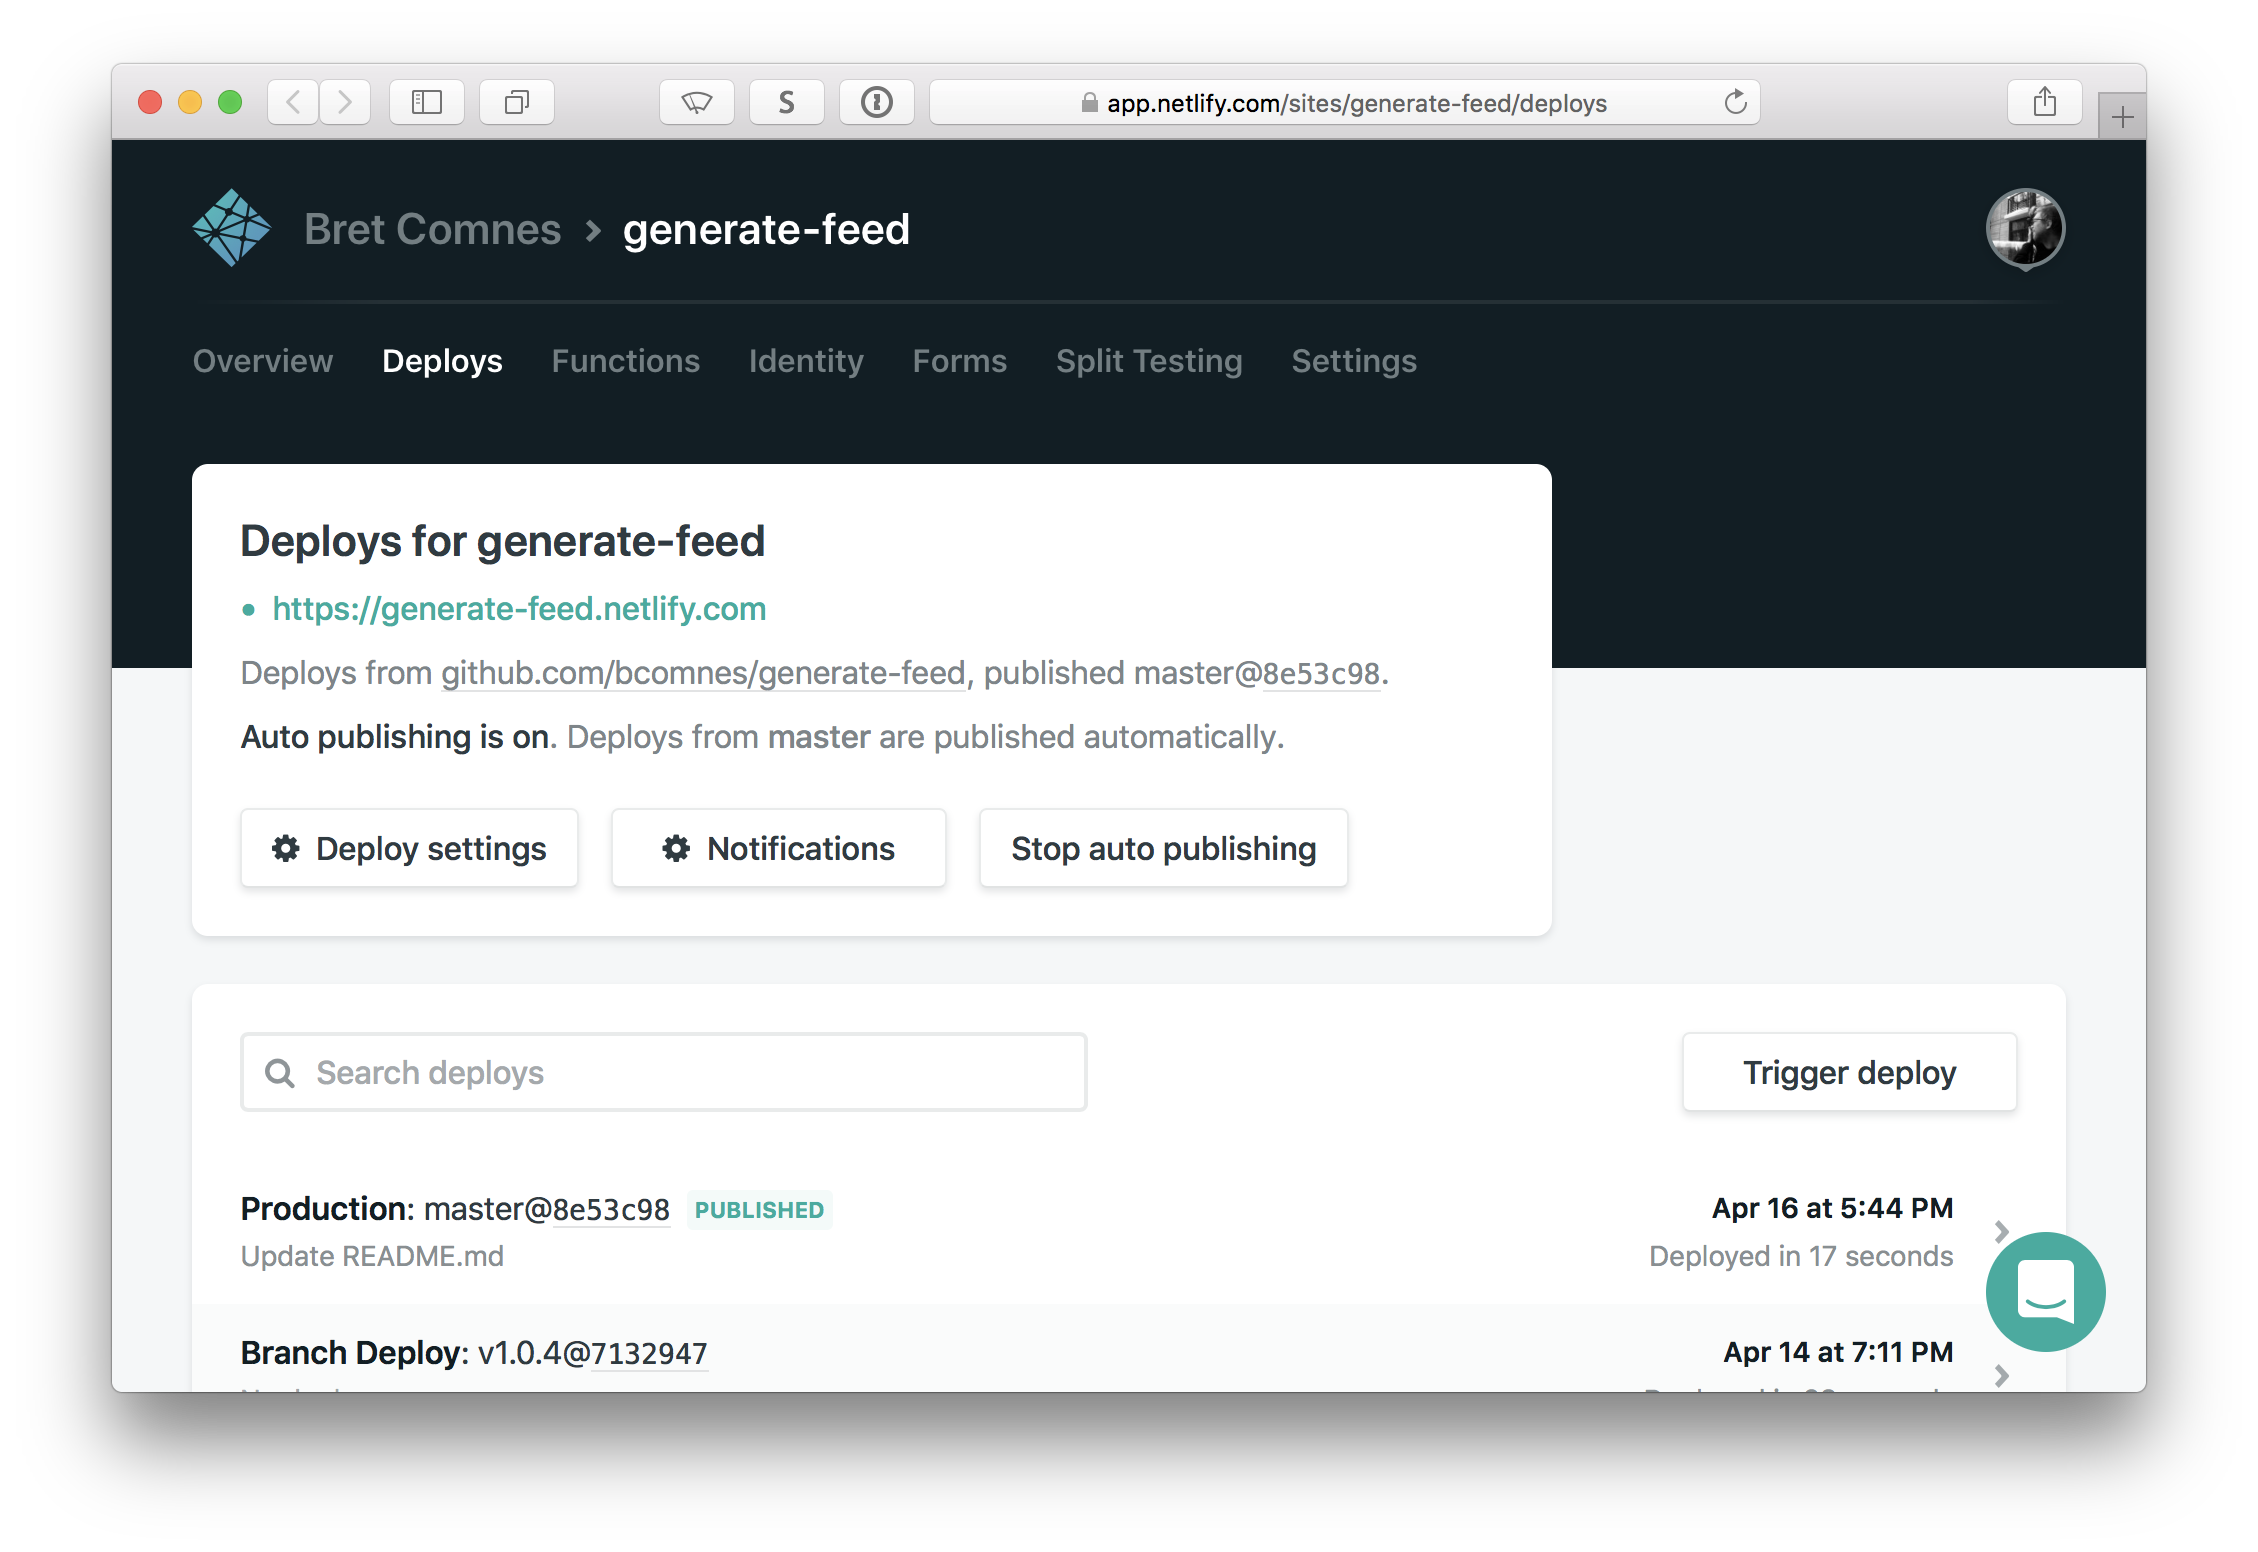 S
app.netlify.com/sites/generate-feed/deploys
Bret Comnes > generate-feed
Overview Deploys Functions Identity Forms Split Testing Settings
Deploys for generate-feed
• https://generate-feed.netlify.com
Deploys from github.com/bcomnes/generate-feed, published master@8e53c98.
Auto publishing is on. Deploys from master are published automatically.
Deploy settings Notifications Stop auto publishing
Search deploys Trigger deploy
Production: master@8e53c98 PUBLISHED Apr 16 at 5:44 PM
Update README.md Deployed in 17 seconds
Branch Deploy: v1.0.4@7132947 Apr 14 at 7:11 PM